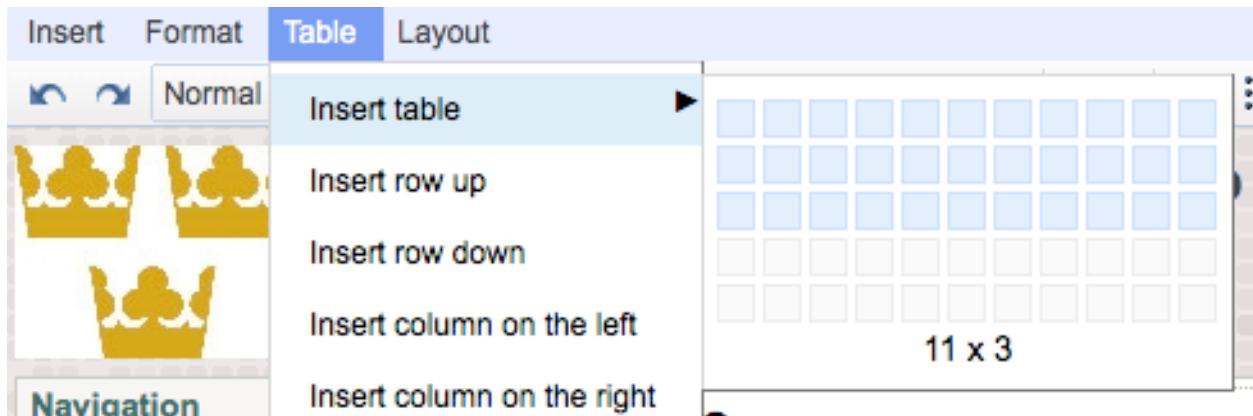 Insert Format Table Layout
Normal
Insert table
Insert row up
Insert row down
Insert column on the left
Insert column on the right
11 x 3
Navigation